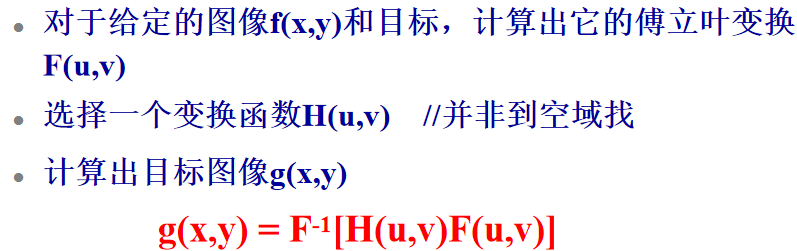 • 对于给定的图像f(x,y)和目标，计算出它的傅立叶变换
F(u,v)
• 选择一个变换函数H(u,v) //并非到空域找
• 计算出目标图像g(x,y)
g(x,y) = F⁻¹[H(u,v)F(u,v)]